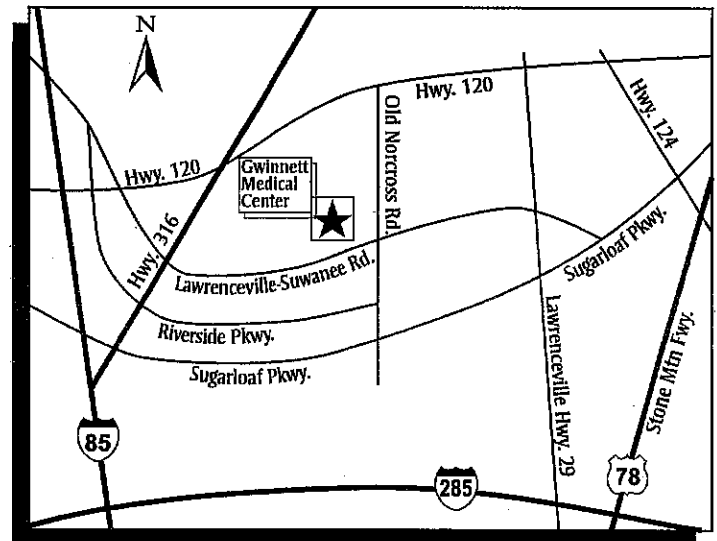 N
Hwy. 120
Hwy. 124
Old Norcross Rd.
Hwy. 120
Gwinnett
Medical
Center
Hwy. 316
Lawrenceville-Suwanee Rd.
Sugarloaf Pkwy.
Riverside Pkwy.
Sugarloaf Pkwy.
Lawrenceville Hwy. 29
Stone Mtn Fwy.
85
285
78